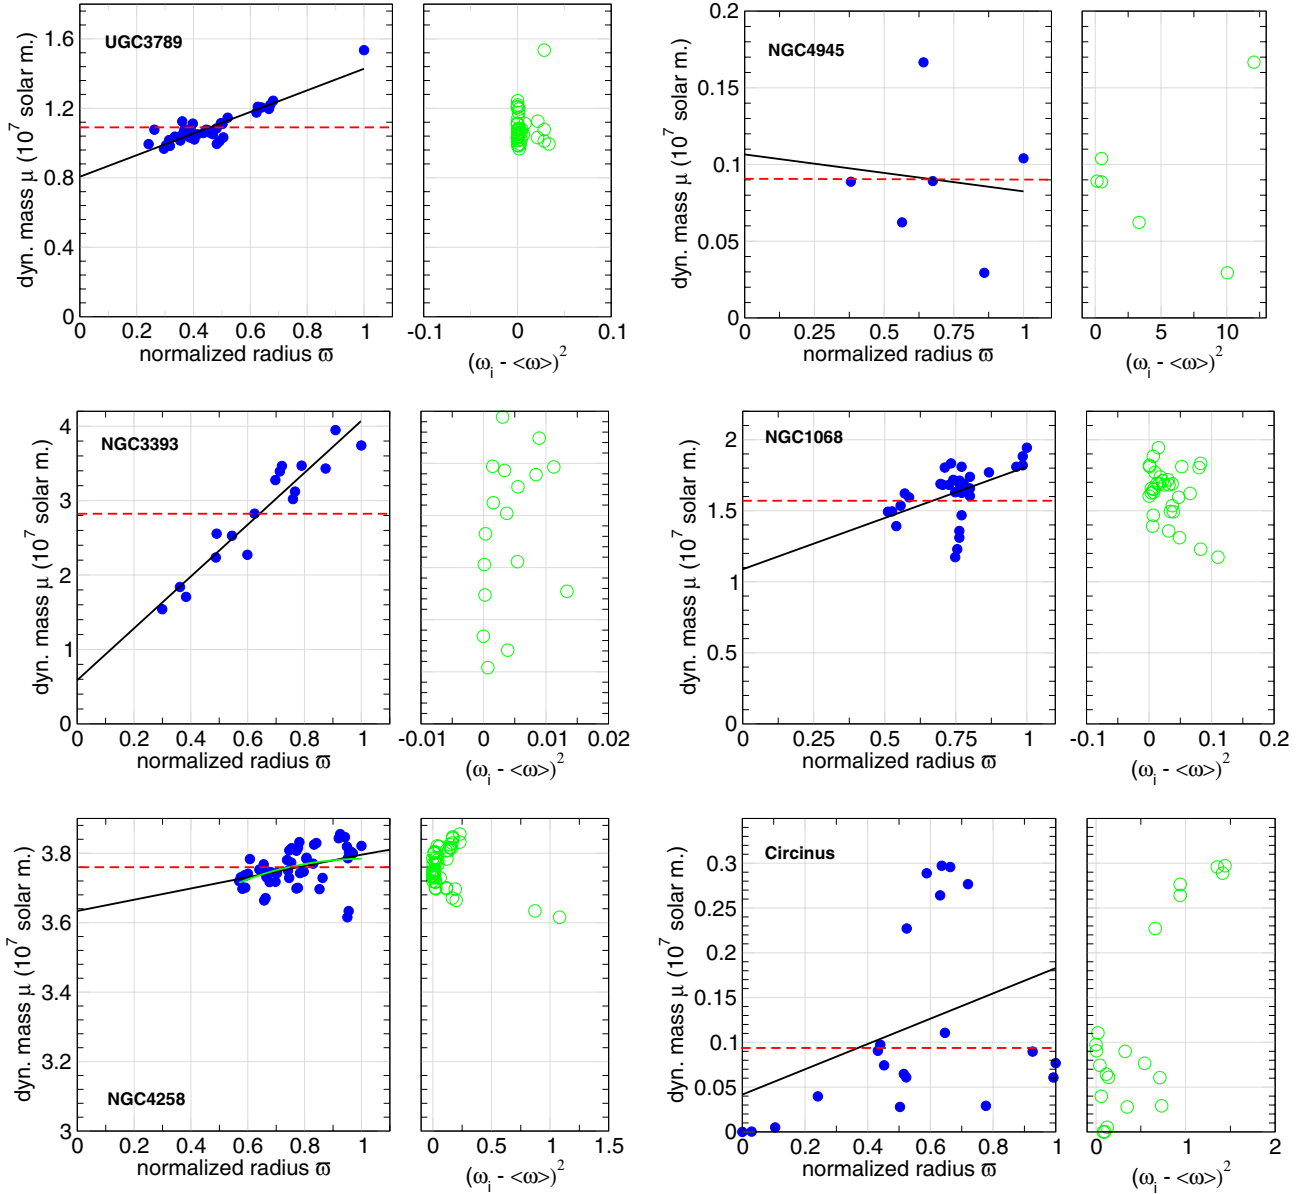 UGC3789
dyn. mass μ (10^7 solar m.)
1.6
1.2
0.8
0.4
0
0 0.2 0.4 0.6 0.8 1
normalized radius ϖ
-0.1 0 0.1
(ω_i - <ω>)^2
NGC4945
dyn. mass μ (10^7 solar m.)
0.2
0.15
0.1
0.05
0
0 0.25 0.5 0.75 1
normalized radius ϖ
0 5 10
(ω_i - <ω>)^2
NGC3393
dyn. mass μ (10^7 solar m.)
4
3
2
1
0
0 0.2 0.4 0.6 0.8 1
normalized radius ϖ
-0.01 0 0.01 0.02
(ω_i - <ω>)^2
NGC1068
dyn. mass μ (10^7 solar m.)
2
1.5
1
0.5
0
0 0.25 0.5 0.75 1
normalized radius ϖ
-0.1 0 0.1 0.2
(ω_i - <ω>)^2
NGC4258
dyn. mass μ (10^7 solar m.)
3.8
3.6
3.4
3.2
3
0 0.2 0.4 0.6 0.8 1
normalized radius ϖ
0 0.5 1 1.5
(ω_i - <ω>)^2
Circinus
dyn. mass μ (10^7 solar m.)
0.3
0.25
0.2
0.15
0.1
0.05
0
0 0.2 0.4 0.6 0.8 1
normalized radius ϖ
0 1 2
(ω_i - <ω>)^2